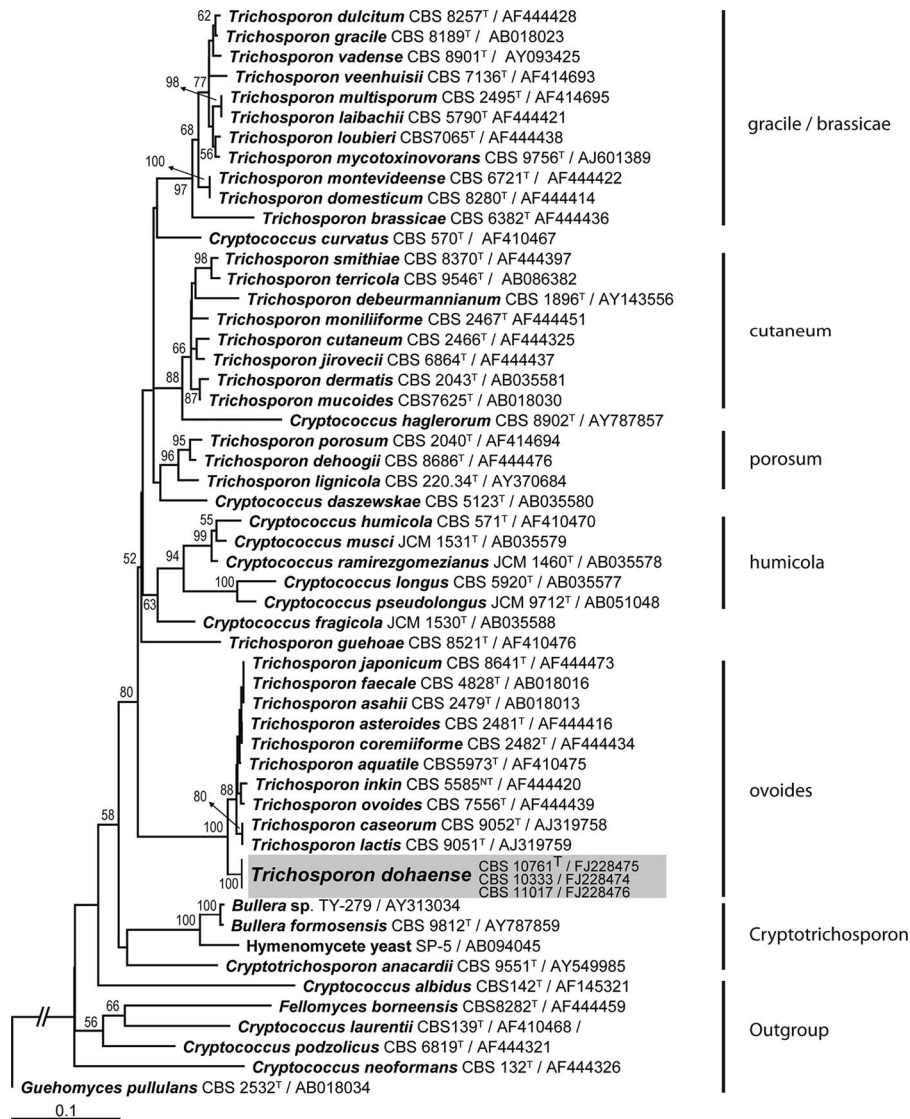 62 Trichosporon dulcitum CBS 8257ᵀ / AF444428
Trichosporon gracile CBS 8189ᵀ / AB018023
Trichosporon vadense CBS 8901ᵀ / AY093425
77 Trichosporon veenhuisii CBS 7136ᵀ / AF414693
98 Trichosporon multisporum CBS 2495ᵀ / AF414695
Trichosporon laibachii CBS 5790ᵀ / AF444421
gracile / brassicae
68 Trichosporon loubieri CBS7065ᵀ / AF444438
56 Trichosporon mycotoxinovorans CBS 9756ᵀ / AJ601389
100 Trichosporon montevideense CBS 6721ᵀ / AF444422
97 Trichosporon domesticum CBS 8280ᵀ / AF444414
Trichosporon brassicae CBS 6382ᵀ AF444436
Cryptococcus curvatus CBS 570ᵀ / AF410467
98 Trichosporon smithiae CBS 8370ᵀ / AF444397
Trichosporon terricola CBS 9546ᵀ / AB086382
Trichosporon debeurmannianum CBS 1896ᵀ / AY143556
Trichosporon moniliiforme CBS 2467ᵀ AF444451
cutaneum
Trichosporon cutaneum CBS 2466ᵀ / AF444325
66 Trichosporon jirovecii CBS 6864ᵀ / AF444437
88 Trichosporon dermatis CBS 2043ᵀ / AB035581
87 Trichosporon mucoides CBS7625ᵀ / AB018030
Cryptococcus haglerorum CBS 8902ᵀ / AY787857
95 Trichosporon porosum CBS 2040ᵀ / AF414694
96 Trichosporon dehoogii CBS 8686ᵀ / AF444476
porosum
Trichosporon lignicola CBS 220.34ᵀ / AY370684
Cryptococcus daszewskae CBS 5123ᵀ / AB035580
55 Cryptococcus humicola CBS 571ᵀ / AF410470
99 Cryptococcus musci JCM 1531ᵀ / AB035579
52 94 Cryptococcus ramirezgomezianus JCM 1460ᵀ / AB035578
humicola
100 Cryptococcus longus CBS 5920ᵀ / AB035577
63 Cryptococcus pseudolongus JCM 9712ᵀ / AB051048
Cryptococcus fragicola JCM 1530ᵀ / AB035588
Trichosporon guehoae CBS 8521ᵀ / AF410476
Trichosporon japonicum CBS 8641ᵀ / AF444473
Trichosporon faecale CBS 4828ᵀ / AB018016
80 Trichosporon asahii CBS 2479ᵀ / AB018013
Trichosporon asteroides CBS 2481ᵀ / AF444416
Trichosporon coremiiforme CBS 2482ᵀ / AF444434
Trichosporon aquatile CBS5973ᵀ / AF410475
88 Trichosporon inkin CBS 5585ᴺᵀ / AF444420
ovoides
80 Trichosporon ovoides CBS 7556ᵀ / AF444439
58 100 Trichosporon caseorum CBS 9052ᵀ / AJ319758
Trichosporon lactis CBS 9051ᵀ / AJ319759
100 Trichosporon dohaense CBS 10761ᵀ / FJ228475
CBS 10333 / FJ228474
CBS 11017 / FJ228476
100 Bullera sp. TY-279 / AY313034
100 Bullera formosensis CBS 9812ᵀ / AY787859
Cryptotrichosporon
Hymenomycete yeast SP-5 / AB094045
Cryptotrichosporon anacardii CBS 9551ᵀ / AY549985
Cryptococcus albidus CBS142ᵀ / AF145321
66 Fellomyces borneensis CBS8282ᵀ / AF444459
56 Cryptococcus laurentii CBS139ᵀ / AF410468 /
Outgroup
Cryptococcus podzolicus CBS 6819ᵀ / AF444321
Cryptococcus neoformans CBS 132ᵀ / AF444326
Guehomyces pullulans CBS 2532ᵀ / AB018034
0.1